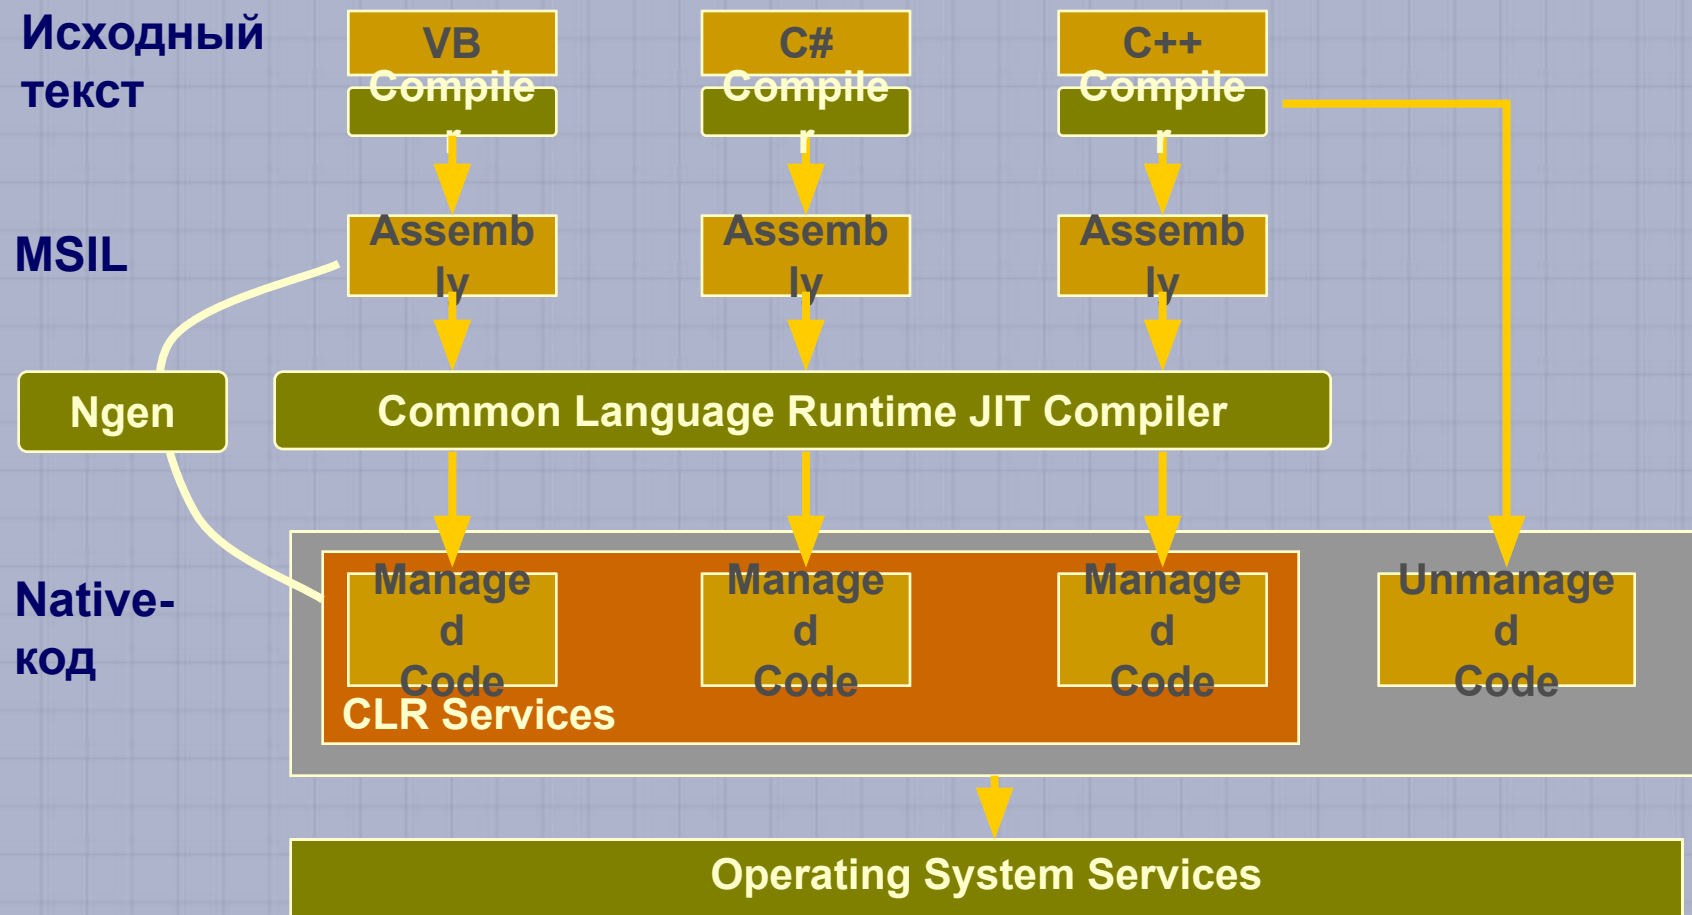 Исходный
текст
VB
C#
C++
Compile
r
Compile
r
Compile
r
MSIL
Assemb
ly
Assemb
ly
Assemb
ly
Ngen
Common Language Runtime JIT Compiler
Native-
код
Manage
d
Code
Manage
d
Code
Manage
d
Code
Unmanage
d
Code
CLR Services
Operating System Services